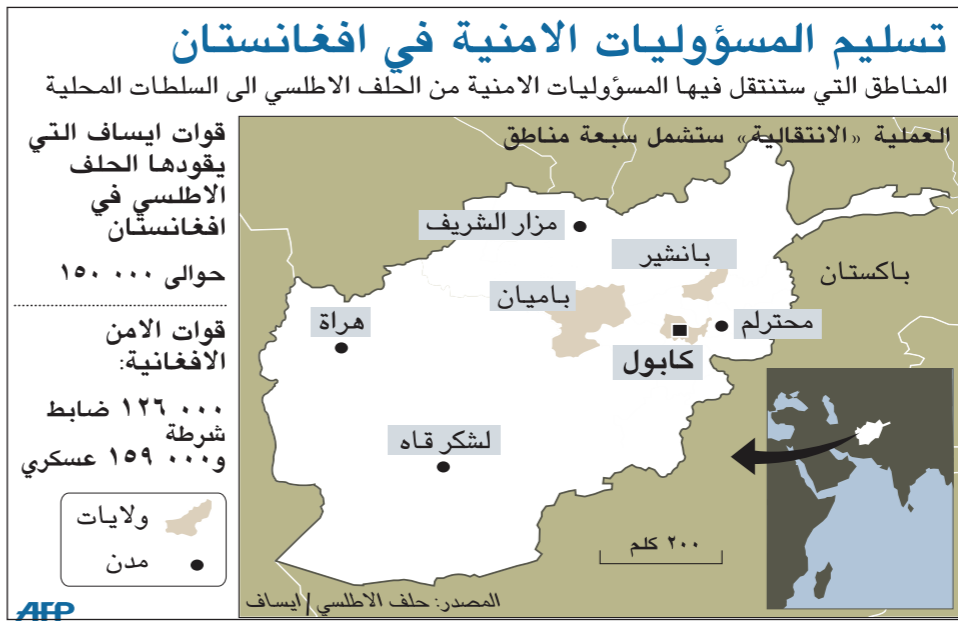 تسليم المسؤوليات الامنية في افغانستان
المناطق التي ستنتقل فيها المسؤوليات الامنية من الحلف الاطلسي الى السلطات المحلية
العملية «الانتقالية» ستشمل سبعة مناطق
قوات ايساف التي
يقودها الحلف
الاطلسي في
افغانستان
حوالى ١٥٠ ٠٠٠
قوات الامن
الافغانية:
١٢٦ ٠٠٠ ضابط
شرطة
و١٥٩ ٠٠٠ عسكري
ولايات
مدن
مزار الشريف
بانشير
باكستان
باميان
محترلم
هراة
كابول
لشكر قاه
٢٠٠ كلم
المصدر: حلف الاطلسي/ايساف
AFP